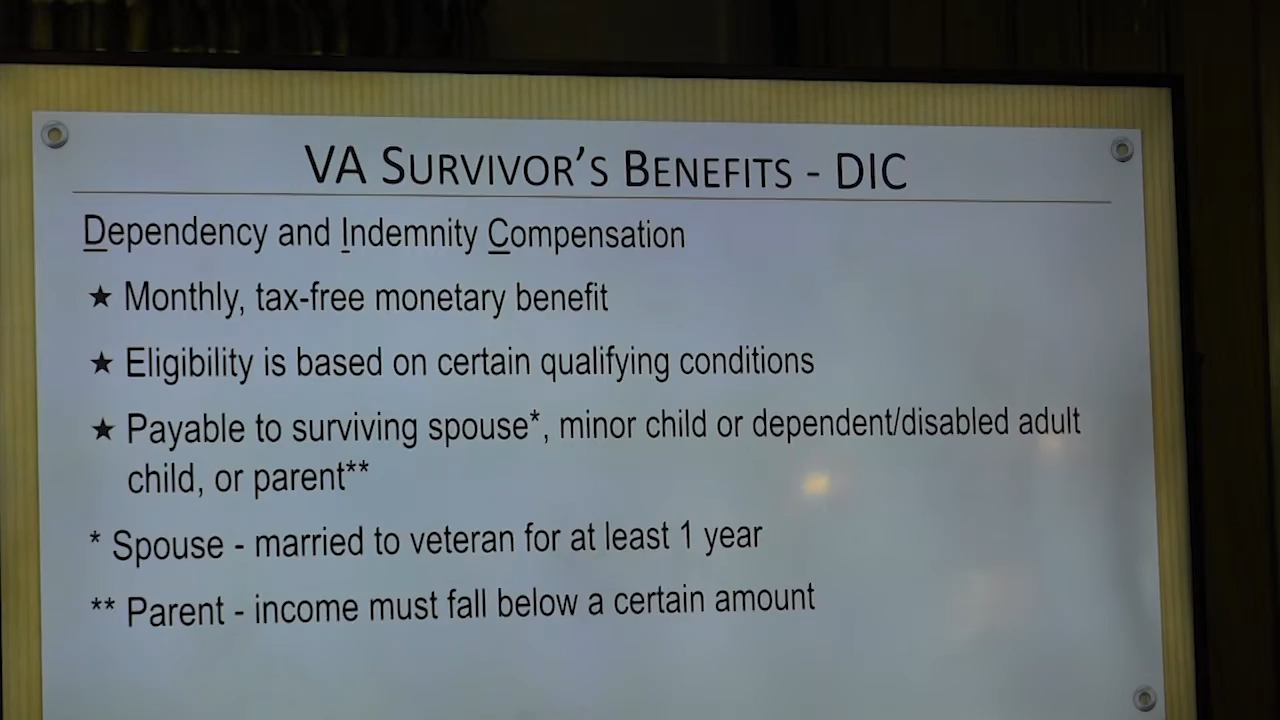 VA SURVIVOR'S BENEFITS - DIC
Dependency and Indemnity Compensation
★ Monthly, tax-free monetary benefit
★ Eligibility is based on certain qualifying conditions
★ Payable to surviving spouse*, minor child or dependent/disabled adult
child, or parent**
* Spouse - married to veteran for at least 1 year
** Parent - income must fall below a certain amount